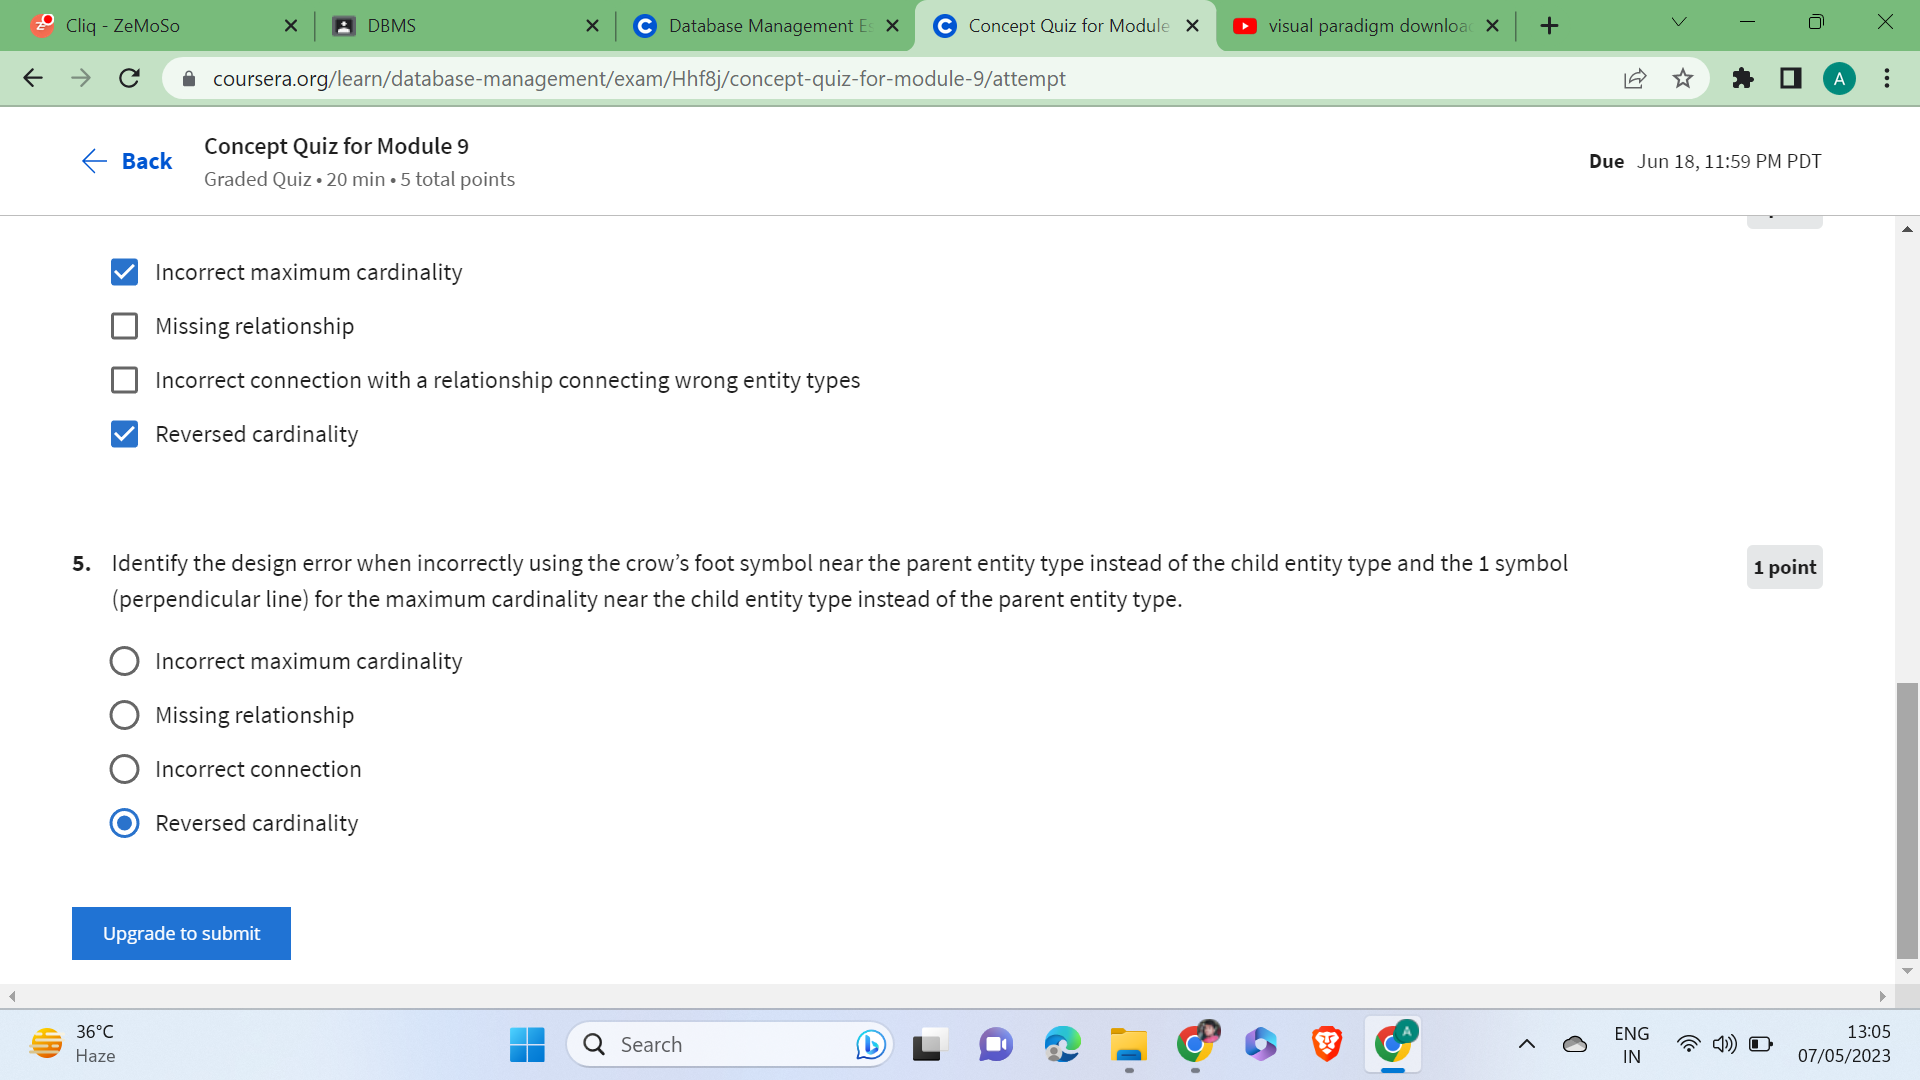 Cliq - ZeMoSo
DBMS
Database Management Es
Concept Quiz for Module
visual paradigm downloa
coursera.org/learn/database-management/exam/Hhf8j/concept-quiz-for-module-9/attempt
A
Back
Concept Quiz for Module 9
Graded Quiz • 20 min • 5 total points
Due Jun 18, 11:59 PM PDT
Incorrect maximum cardinality
Missing relationship
Incorrect connection with a relationship connecting wrong entity types
Reversed cardinality
5. Identify the design error when incorrectly using the crow’s foot symbol near the parent entity type instead of the child entity type and the 1 symbol
(perpendicular line) for the maximum cardinality near the child entity type instead of the parent entity type.
1 point
Incorrect maximum cardinality
Missing relationship
Incorrect connection
Reversed cardinality
Upgrade to submit
36°C
Haze
Search
A
ENG
IN
13:05
07/05/2023